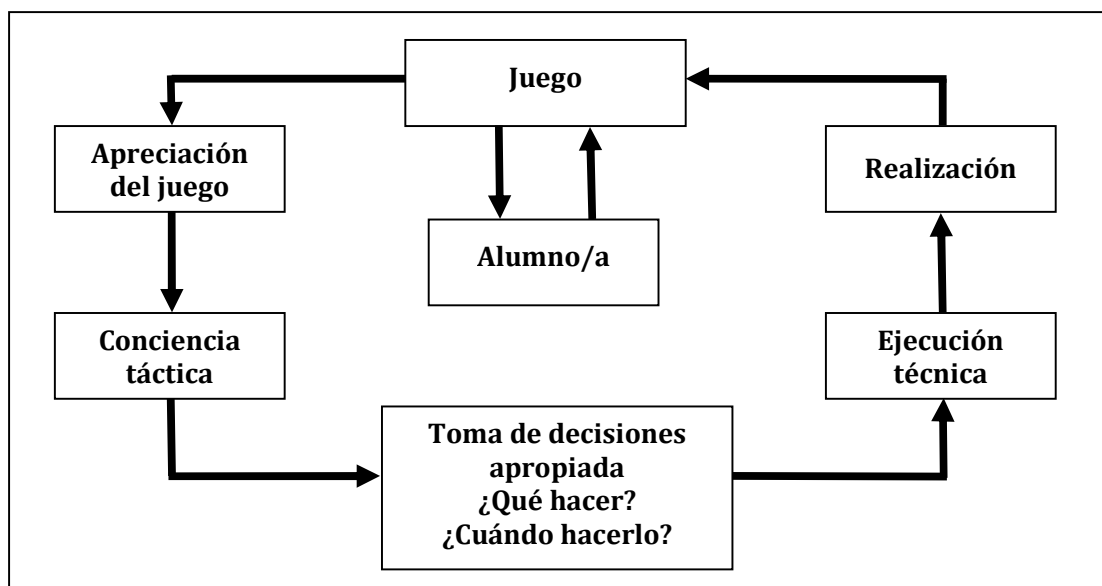 Juego
Apreciación
del juego
Realización
Alumno/a
Conciencia
táctica
Ejecución
técnica
Toma de decisiones
apropiada
¿Qué hacer?
¿Cuándo hacerlo?